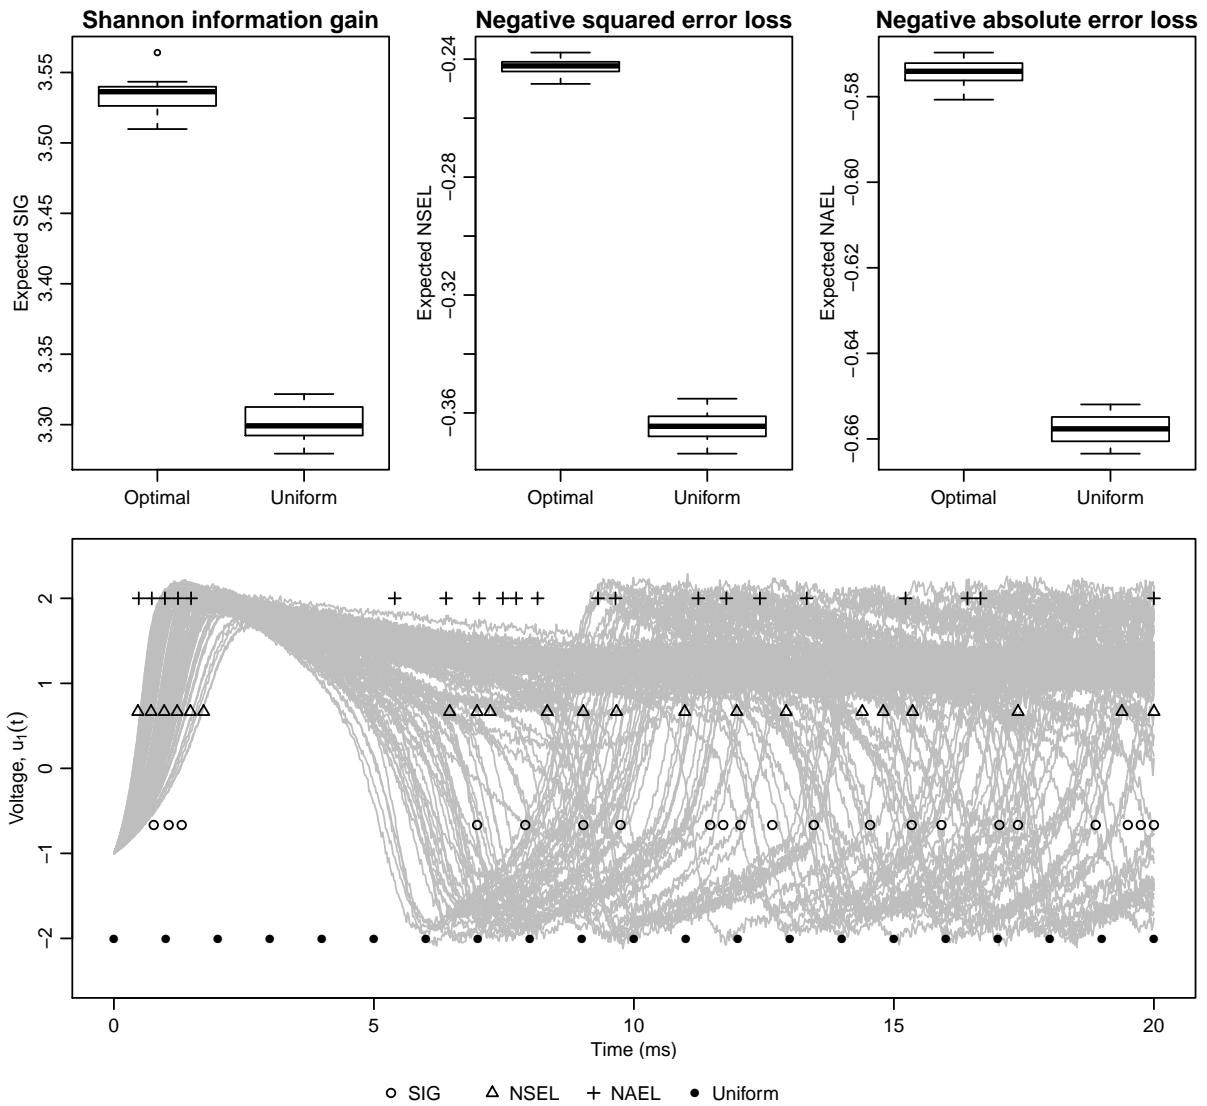 Shannon information gain
Negative squared error loss
Negative absolute error loss
Expected SIG
3.55
3.50
3.45
3.40
3.35
3.30
Optimal
Uniform
Expected NSEL
−0.24
−0.28
−0.32
−0.36
Optimal
Uniform
Expected NAEL
−0.58
−0.60
−0.62
−0.64
−0.66
Optimal
Uniform
Voltage, u₁(t)
2
1
0
−1
−2
0
5
10
15
20
Time (ms)
SIG
NSEL
NAEL
Uniform